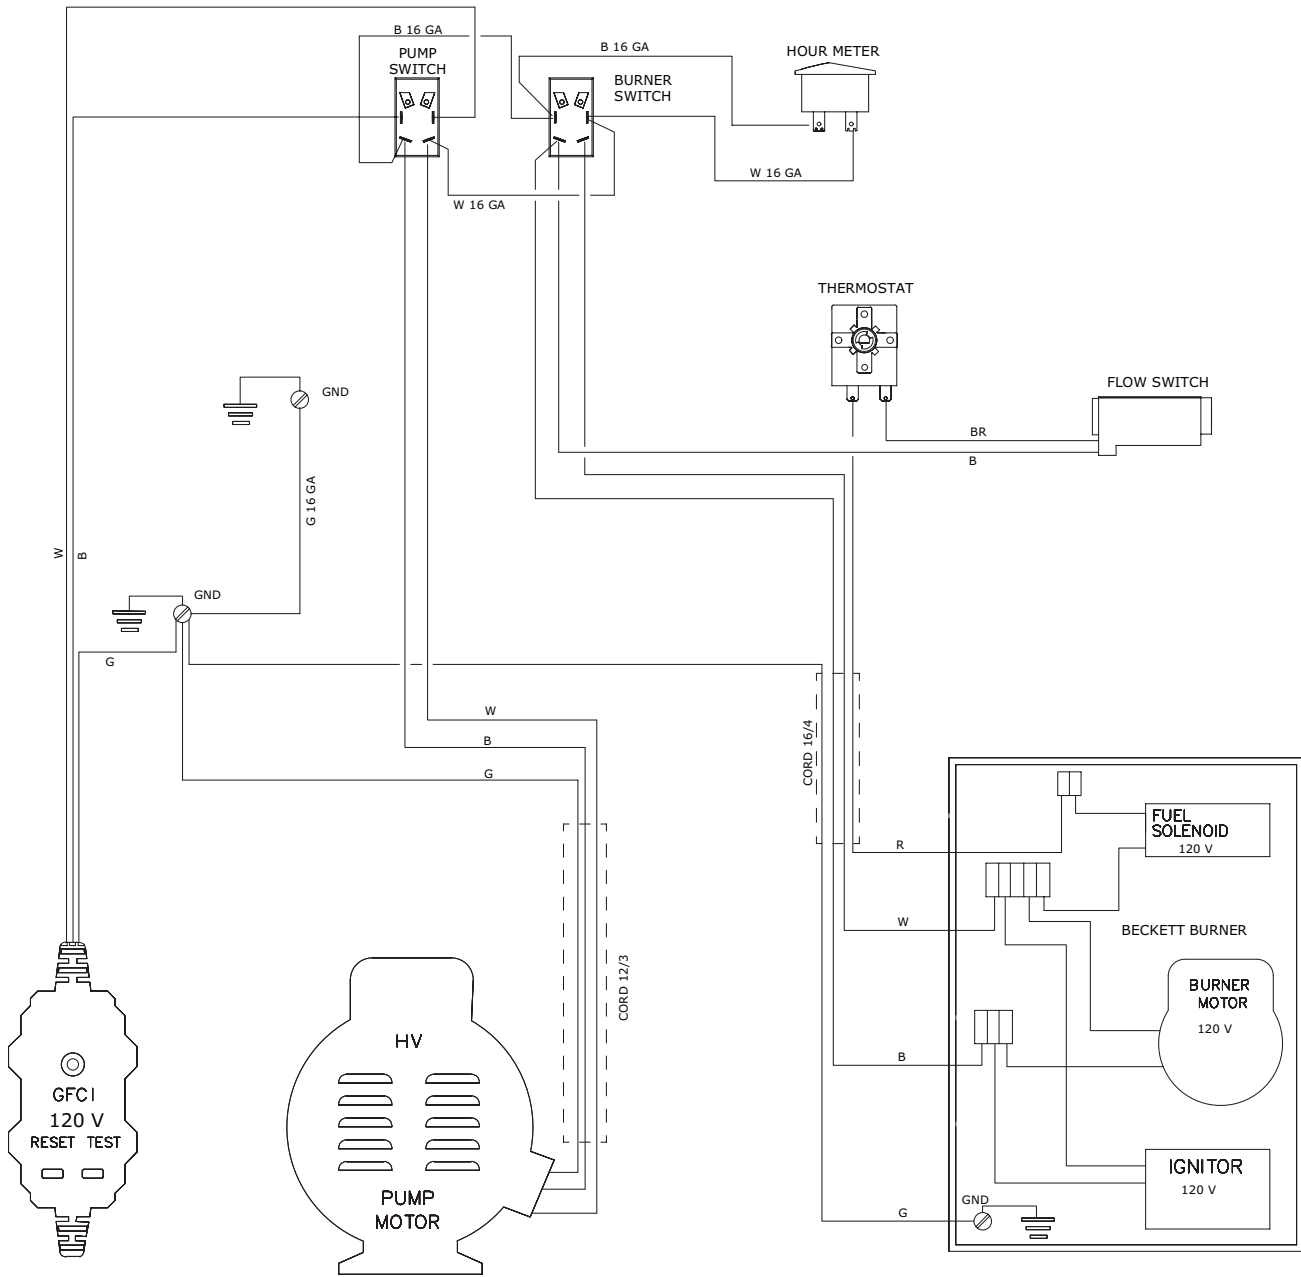 B 16 GA
B 16 GA
HOUR METER
PUMP
SWITCH
BURNER
SWITCH
W 16 GA
W 16 GA
THERMOSTAT
FLOW SWITCH
GND
BR
B
G 16 GA
W
B
GND
G
W
B
G
CORD 16/4
CORD 12/3
R
FUEL
SOLENOID
120 V
W
BECKETT BURNER
BURNER
MOTOR
120 V
B
HV
GFCI
120 V
RESET TEST
PUMP
MOTOR
IGNITOR
120 V
GND
G